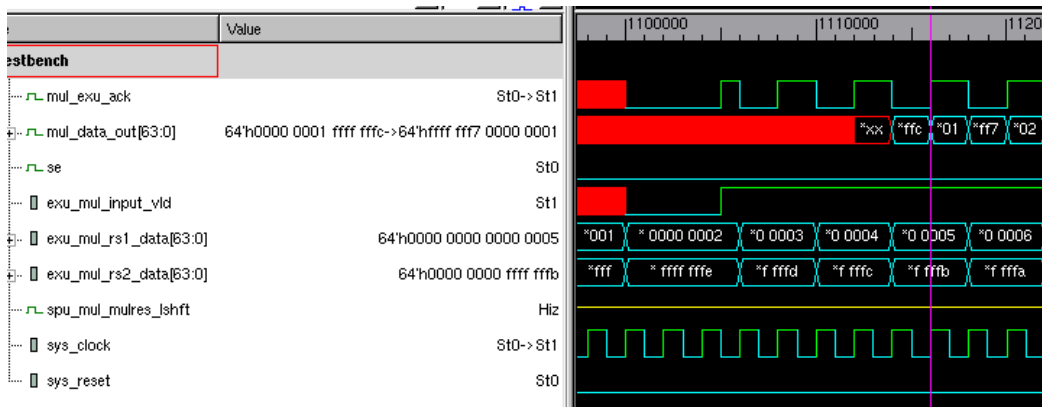 Value
|1100000 |1110000 |1120
estbench
mul_exu_ack St0->St1
mul_data_out[63:0] 64'h0000 0001 ffff fffc->64'hffff fff7 0000 0001 *xx *ffc *01 *ff7 *02
se St0
exu_mul_input_vld St1
exu_mul_rs1_data[63:0] 64'h0000 0000 0000 0005 *001 * 0000 0002 *0 0003 *0 0004 *0 0005 *0 0006
exu_mul_rs2_data[63:0] 64'h0000 0000 ffff fffb *fff * ffff fffe *f fffd *f fffc *f fffb *f fffa
spu_mul_mulres_lshft Hiz
sys_clock St0->St1
sys_reset St0